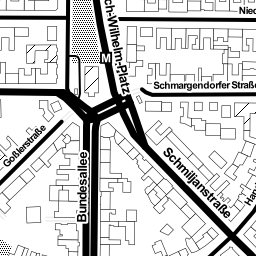 Nied
ch-Wilhelm-Platz
M
Schmargendorfer Straße
Goßlerstraße
Bundesallee
Schmiljanstraße
Han